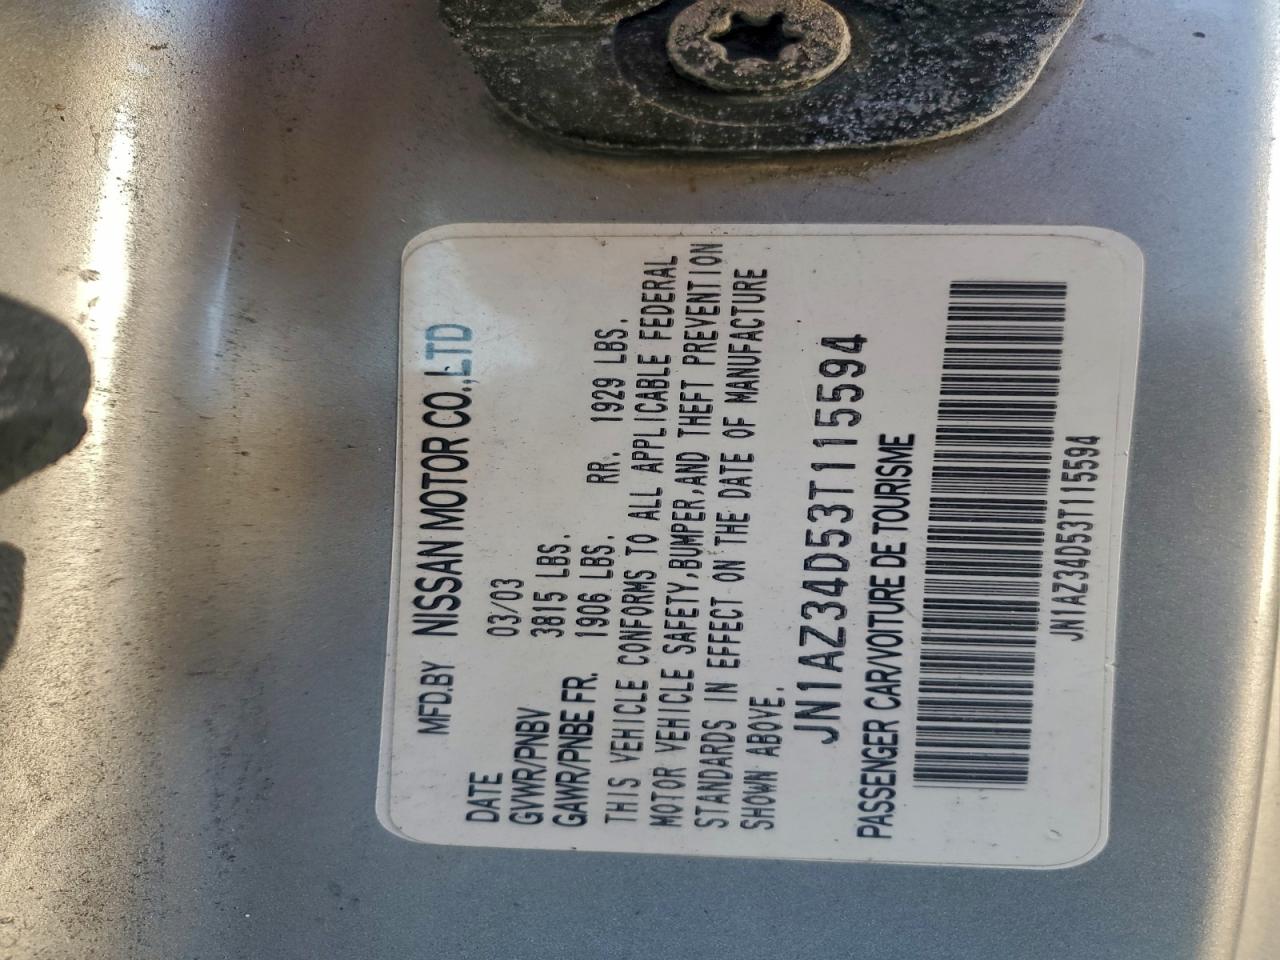 MFD.BY NISSAN MOTOR CO.,LTD
DATE 03/03
GVWR/PNBV 3815 LBS.
GAWR/PNBE FR. 1906 LBS. RR. 1929 LBS.
THIS VEHICLE CONFORMS TO ALL APPLICABLE FEDERAL
MOTOR VEHICLE SAFETY,BUMPER,AND THEFT PREVENTION
STANDARDS IN EFFECT ON THE DATE OF MANUFACTURE
SHOWN ABOVE.
JN1AZ34D53T115594
PASSENGER CAR/VOITURE DE TOURISME
JN1AZ34D53T115594